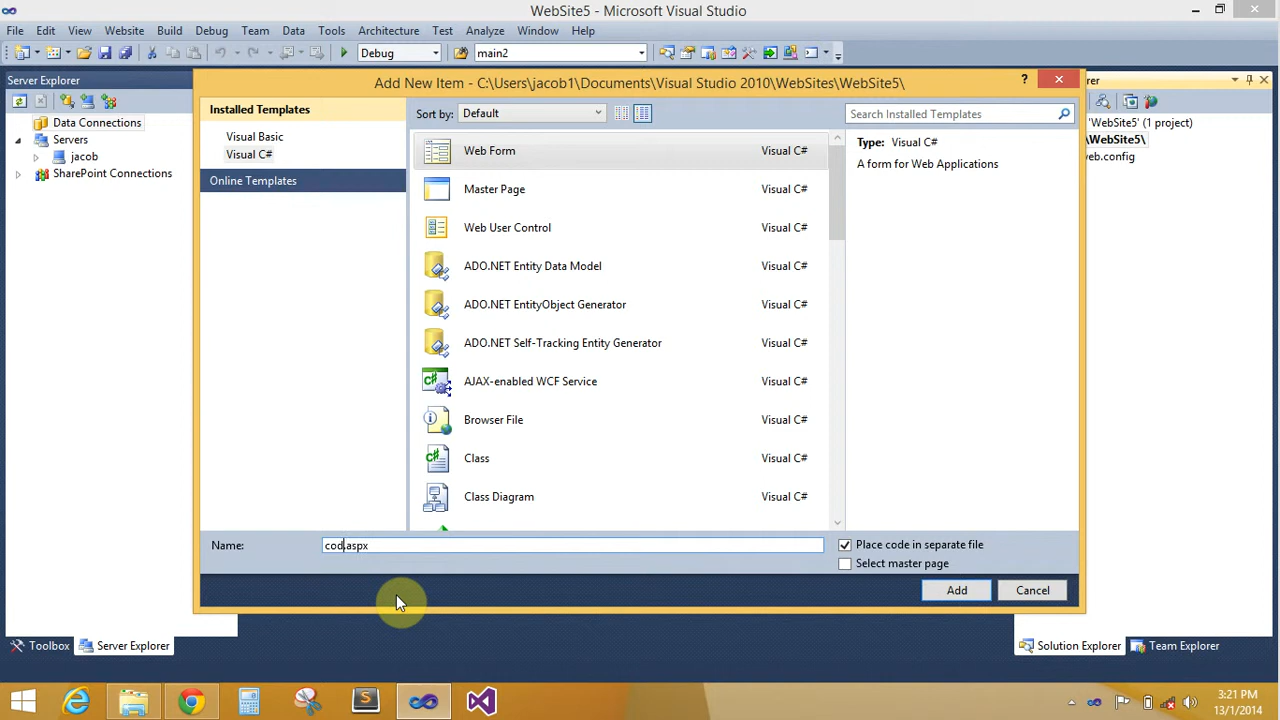 WebSite5 - Microsoft Visual Studio
File Edit View Website Build Debug Team Data Tools Architecture Test Analyze Window Help
Debug main2
Server Explorer
Data Connections
Servers
jacob
SharePoint Connections
Add New Item - C:\Users\jacob1\Documents\Visual Studio 2010\WebSites\WebSite5\
Installed Templates
Visual Basic
Visual C#
Online Templates
Sort by: Default
Search Installed Templates
Web Form Visual C#
Master Page Visual C#
Web User Control Visual C#
ADO.NET Entity Data Model Visual C#
ADO.NET EntityObject Generator Visual C#
ADO.NET Self-Tracking Entity Generator Visual C#
AJAX-enabled WCF Service Visual C#
Browser File Visual C#
Class Visual C#
Class Diagram Visual C#
Type: Visual C#
A form for Web Applications
rer
'WebSite5' (1 project)
\WebSite5\
eb.config
Name: cod.aspx
Place code in separate file
Select master page
Add Cancel
Toolbox Server Explorer
Solution Explorer Team Explorer
3:21 PM
13/1/2014